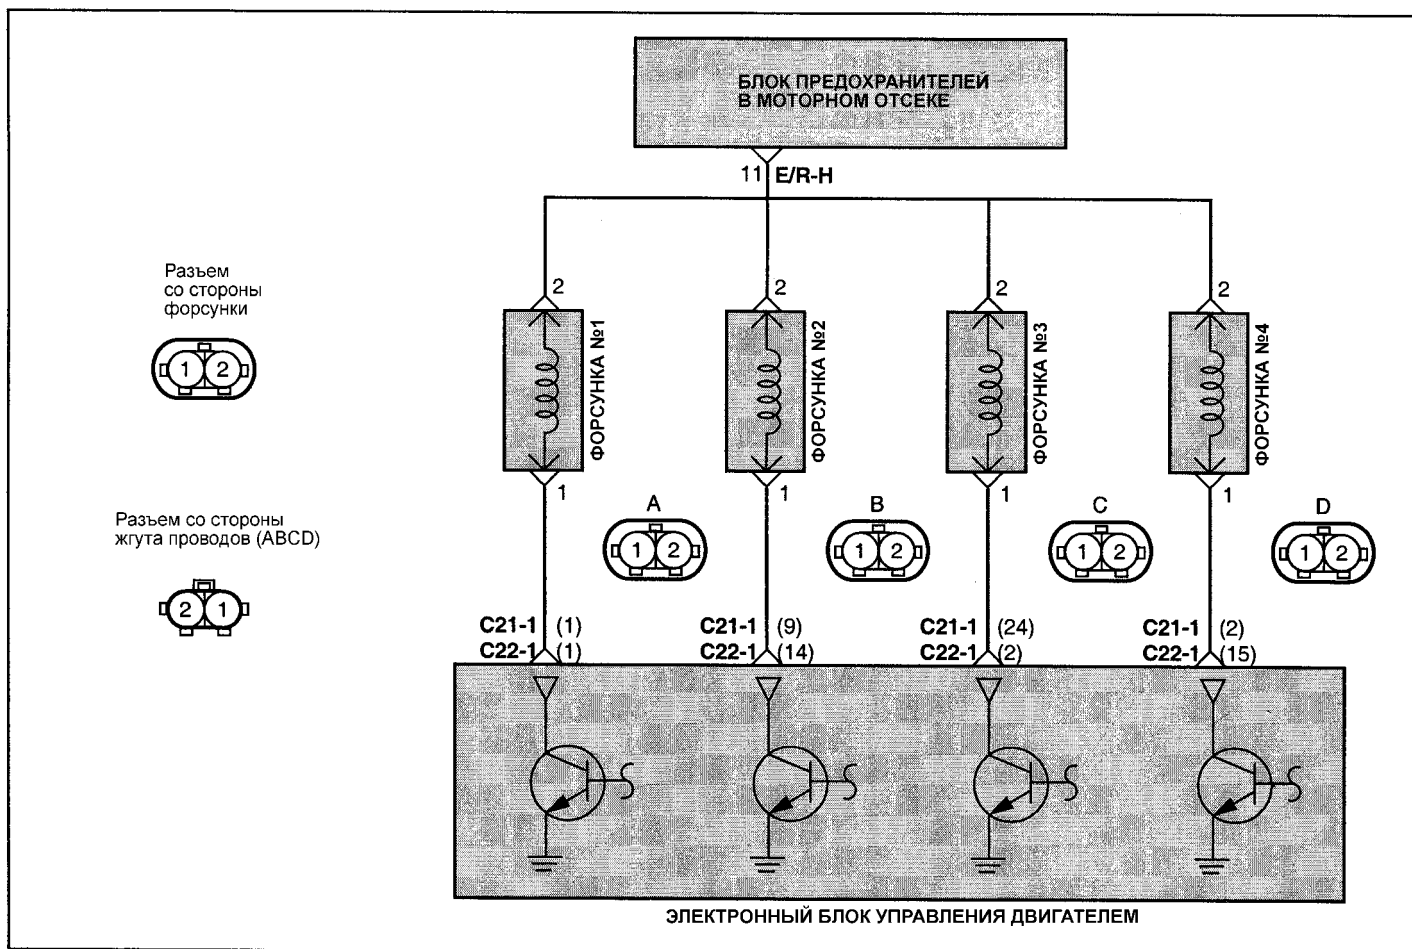 БЛОК ПРЕДОХРАНИТЕЛЕЙ
В МОТОРНОМ ОТСЕКЕ
11 E/R-H
Разъем
со стороны
форсунки
1 2
2 2 2 2
ФОРСУНКА №1
ФОРСУНКА №2
ФОРСУНКА №3
ФОРСУНКА №4
1 1 1 1
Разъем со стороны
жгута проводов (ABCD)
2 1
A
1 2
B
1 2
C
1 2
D
1 2
C21-1 (1)
C22-1 (1)
C21-1 (9)
C22-1 (14)
C21-1 (24)
C22-1 (2)
C21-1 (2)
C22-1 (15)
ЭЛЕКТРОННЫЙ БЛОК УПРАВЛЕНИЯ ДВИГАТЕЛЕМ